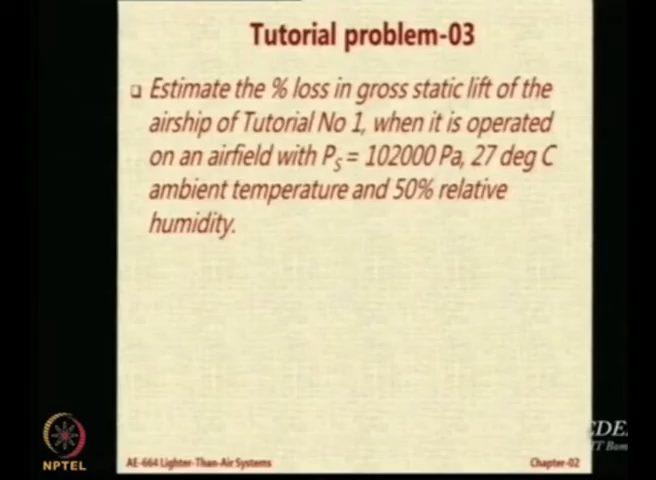 Tutorial problem-03
Estimate the % loss in gross static lift of the
airship of Tutorial No 1, when it is operated
on an airfield with PS = 102000 Pa, 27 deg C
ambient temperature and 50% relative
humidity.
NPTEL
AE-664 Lighter-Than-Air Systems
Chapter-02